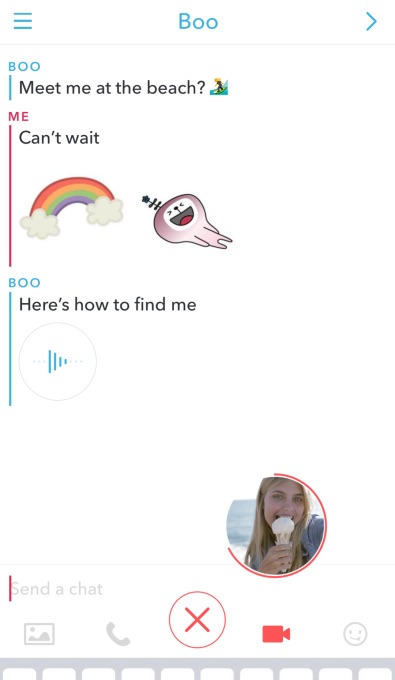 Boo
BOO
Meet me at the beach? 🏄
ME
Can’t wait
BOO
Here’s how to find me
Send a chat